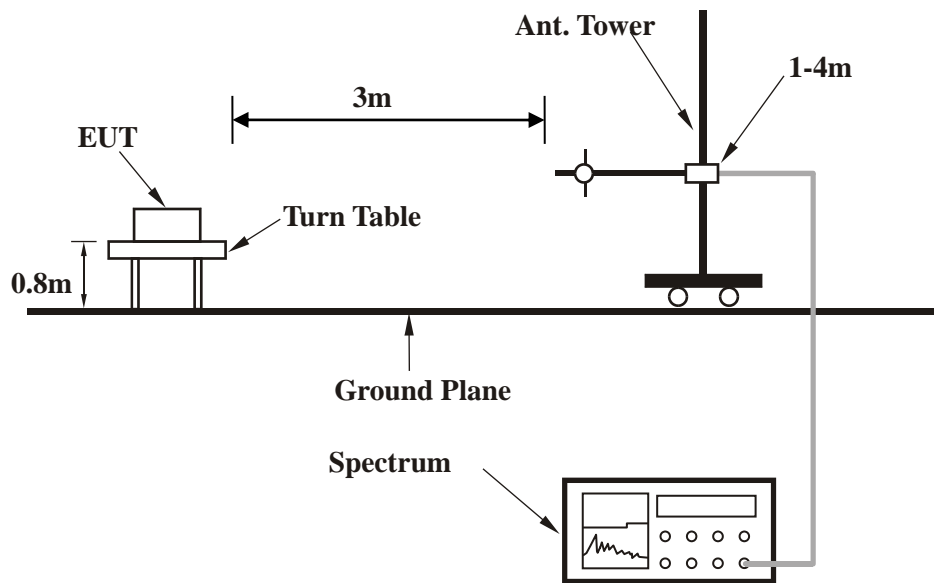 Ant. Tower
1-4m
3m
EUT
Turn Table
0.8m
Ground Plane
Spectrum